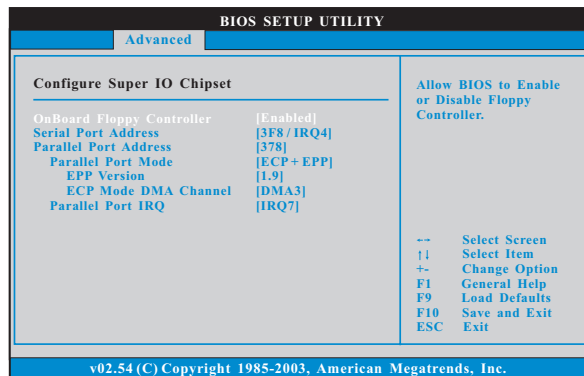 BIOS SETUP UTILITY
Advanced
Configure Super IO Chipset
OnBoard Floppy Controller [Enabled]
Serial Port Address [3F8 / IRQ4]
Parallel Port Address [378]
Parallel Port Mode [ECP + EPP]
EPP Version [1.9]
ECP Mode DMA Channel [DMA3]
Parallel Port IRQ [IRQ7]
Allow BIOS to Enable
or Disable Floppy
Controller.
←→ Select Screen
↑↓ Select Item
+- Change Option
F1 General Help
F9 Load Defaults
F10 Save and Exit
ESC Exit
v02.54 (C) Copyright 1985-2003, American Megatrends, Inc.